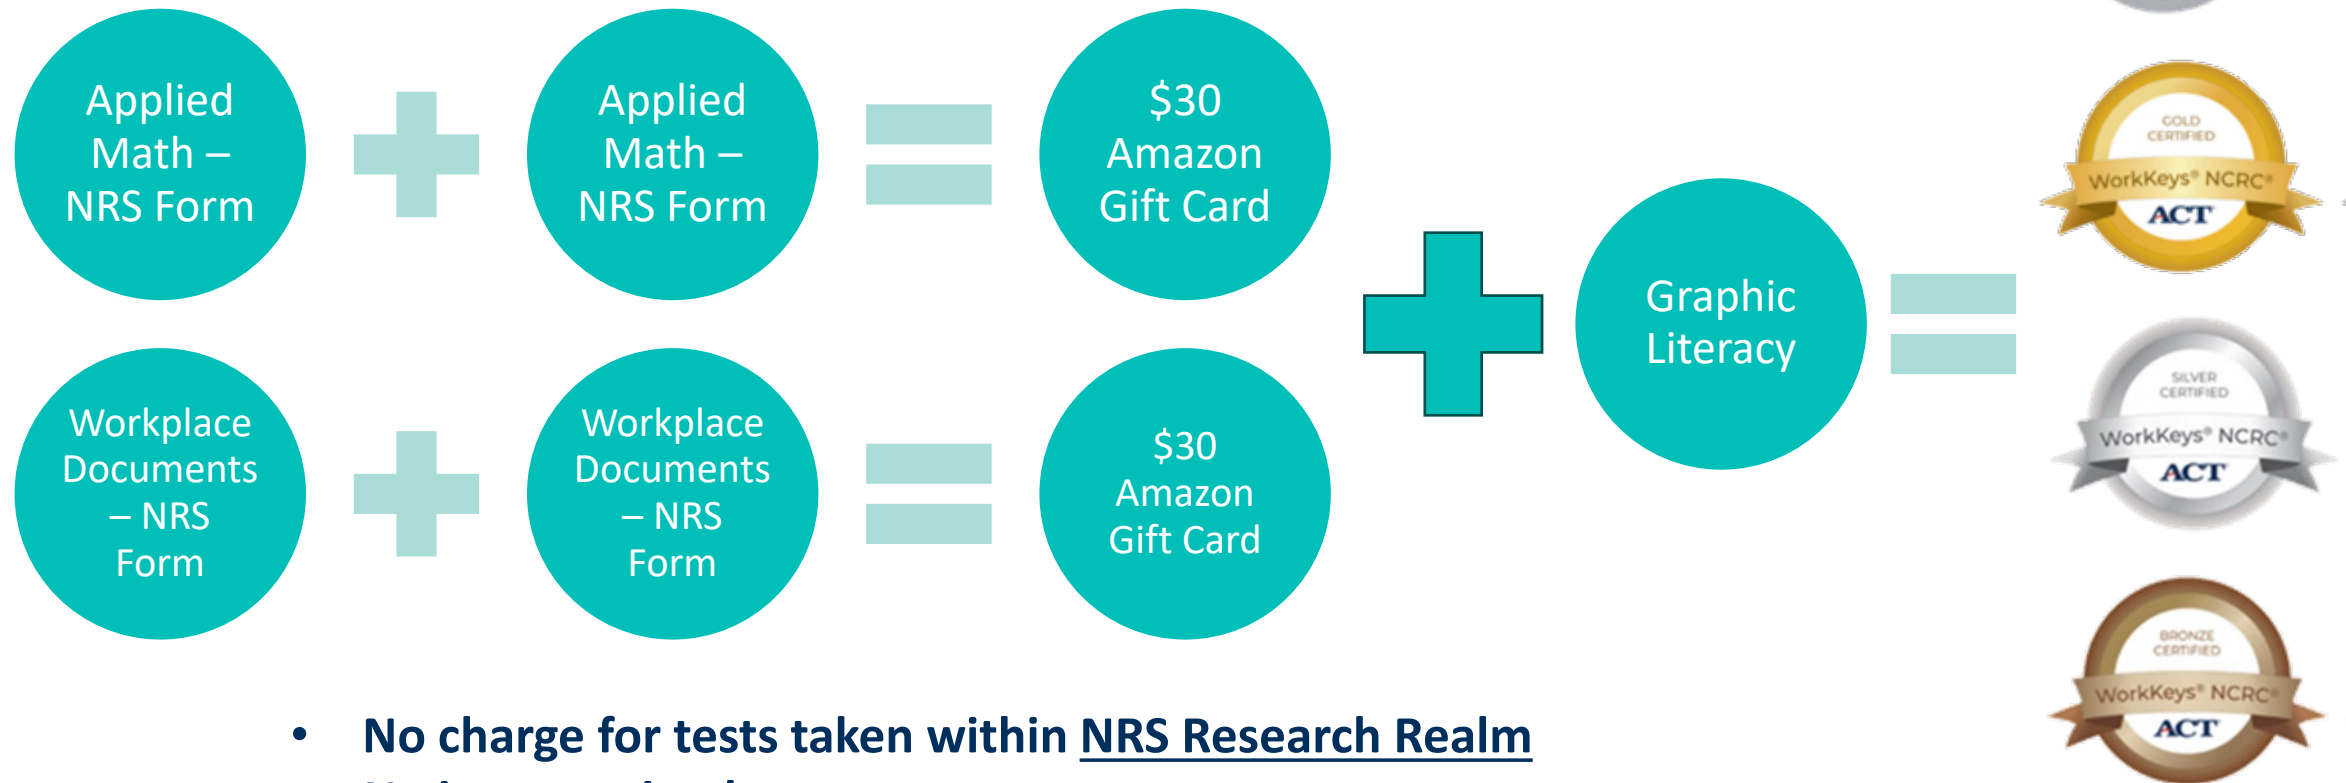 Applied
Math –
NRS Form
Applied
Math –
NRS Form
$30
Amazon
Gift Card
Workplace
Documents
– NRS
Form
Workplace
Documents
– NRS
Form
$30
Amazon
Gift Card
Graphic
Literacy
GOLD
CERTIFIED
WorkKeys® NCRC®
ACT
SILVER
CERTIFIED
WorkKeys® NCRC®
ACT
BRONZE
CERTIFIED
WorkKeys® NCRC®
ACT
• No charge for tests taken within NRS Research Realm